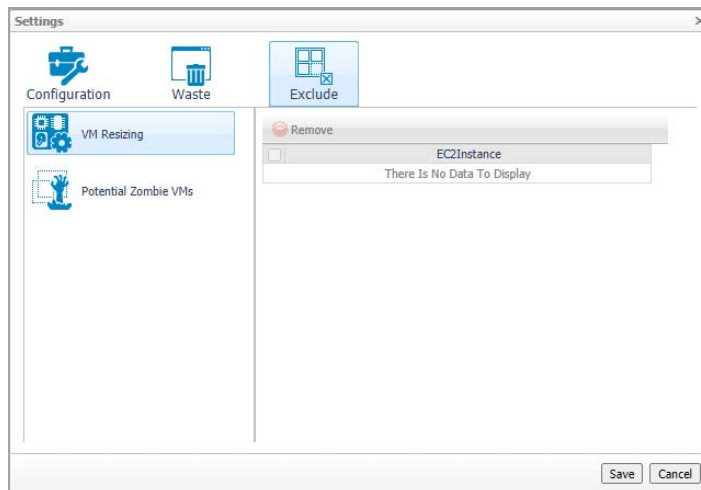 Settings
Configuration
Waste
Exclude
VM Resizing
Potential Zombie VMs
Remove
EC2Instance
There Is No Data To Display
Save
Cancel